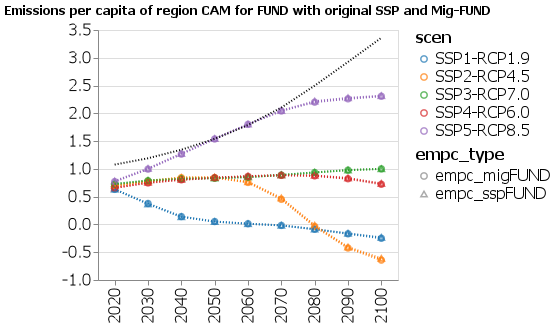 Emissions per capita of region CAM for FUND with original SSP and Mig-FUND
3.5
3.0
2.5
2.0
1.5
1.0
0.5
0.0
-0.5
-1.0
2020
2030
2040
2050
2060
2070
2080
2090
2100
scen
SSP1-RCP1.9
SSP2-RCP4.5
SSP3-RCP7.0
SSP4-RCP6.0
SSP5-RCP8.5
empc_type
empc_migFUND
empc_sspFUND